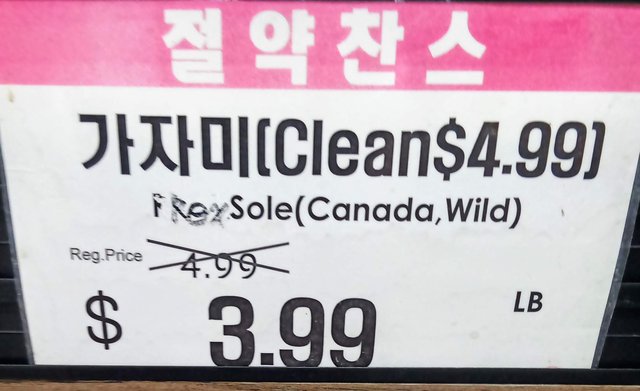 절약찬스
가자미(Clean$4.99)
Sole(Canada,Wild)
Reg.Price 4.99
$ 3.99 LB